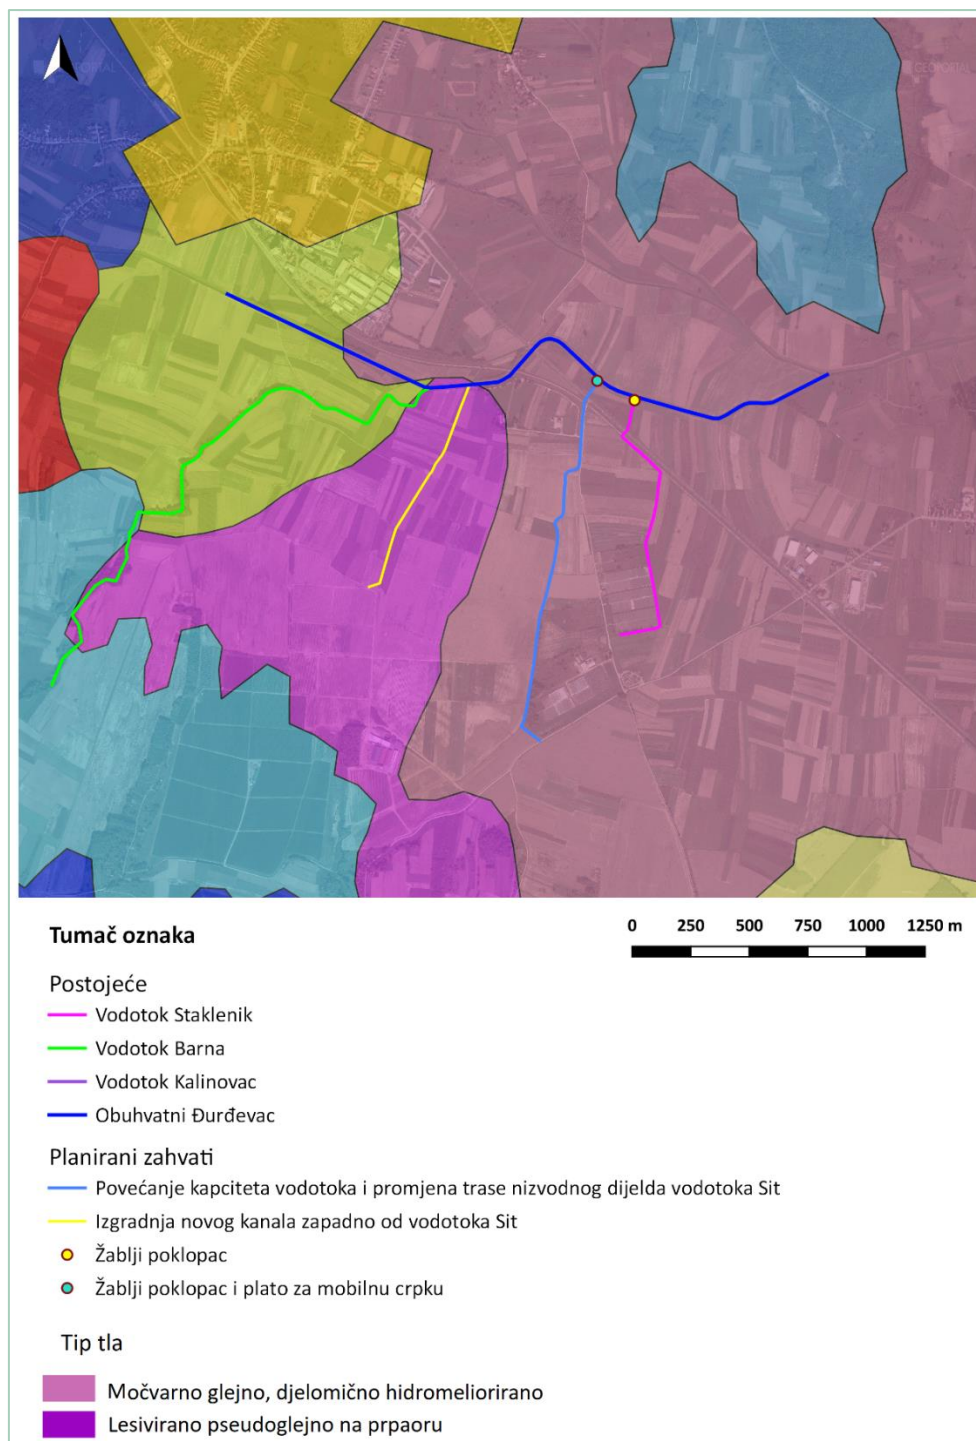 GEOPORTAL
Tumač oznaka
0 250 500 750 1000 1250 m
Postojeće
Vodotok Staklenik
Vodotok Barna
Vodotok Kalinovac
Obuhvatni Đurđevac
Planirani zahvati
Povećanje kapciteta vodotoka i promjena trase nizvodnog dijelda vodotoka Sit
Izgradnja novog kanala zapadno od vodotoka Sit
Žablji poklopac
Žablji poklopac i plato za mobilnu crpku
Tip tla
Močvarno glejno, djelomično hidromeliorirano
Lesivirano pseudoglejno na prpaoru